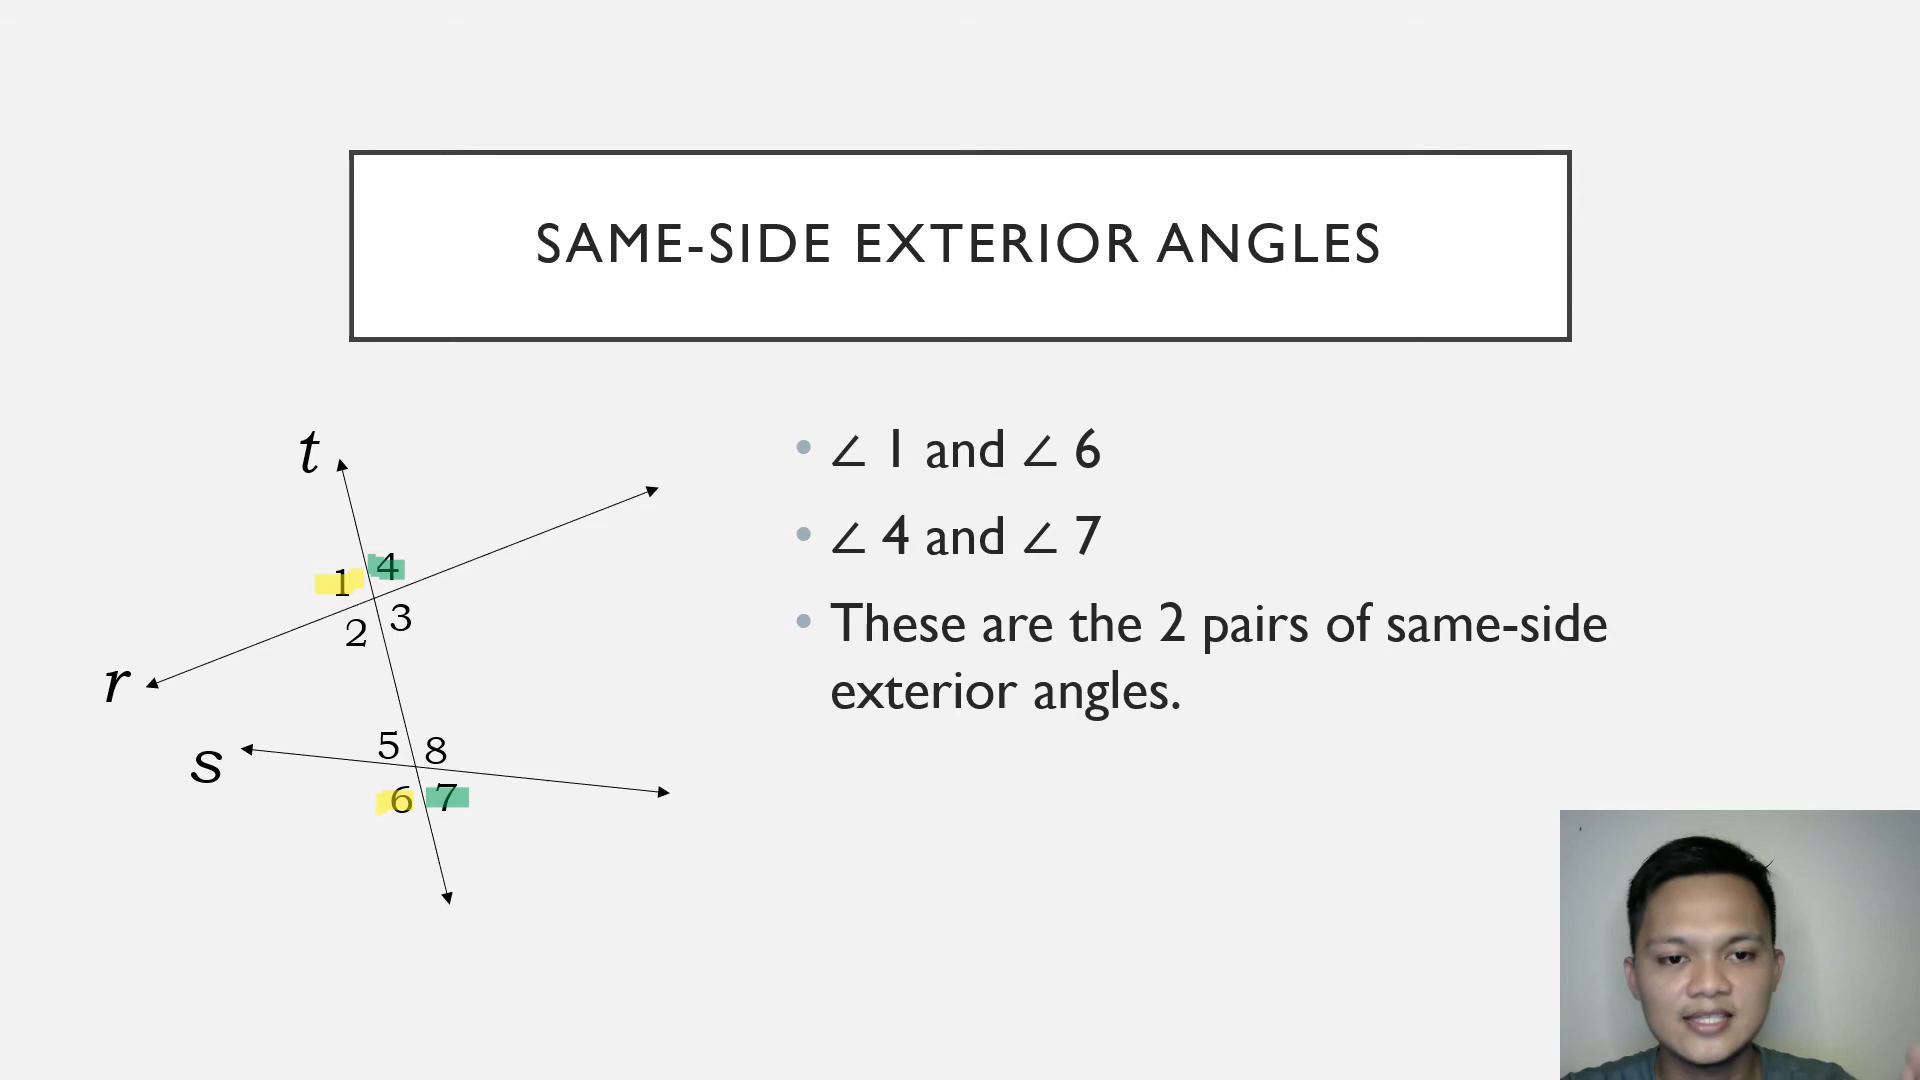 SAME-SIDE EXTERIOR ANGLES
t
4
1
3
2
r
5 8
s
6 7
• ∠ 1 and ∠ 6
• ∠ 4 and ∠ 7
• These are the 2 pairs of same-side
exterior angles.